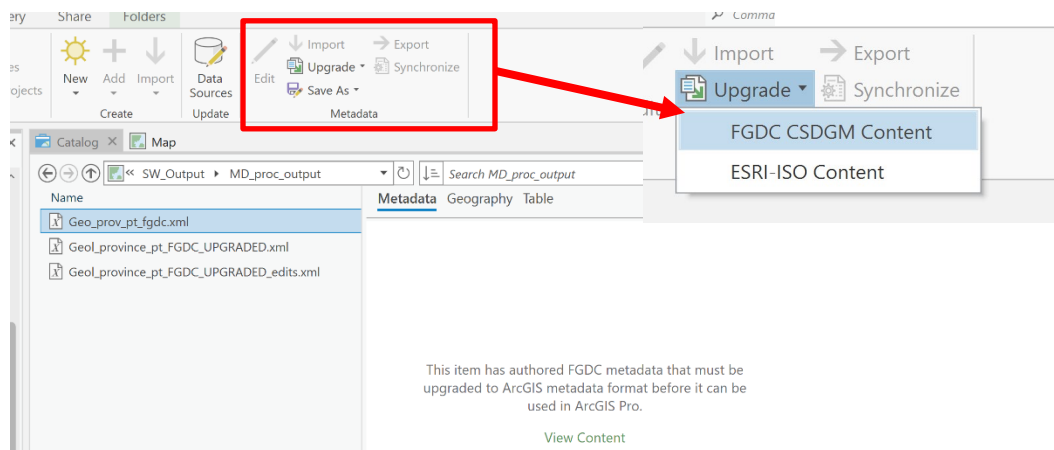 ery Share Folders
Comma
Import Export
Upgrade Synchronize
New Add Import Data Sources Edit Save As
es
ojects
Create Update Metadata
Import Export
Upgrade Synchronize
FGDC CSDGM Content
ESRI-ISO Content
Catalog Map
« SW_Output MD_proc_output Search MD_proc_output
Name Metadata Geography Table
Geo_prov_pt_fgdc.xml
Geol_province_pt_FGDC_UPGRADED.xml
Geol_province_pt_FGDC_UPGRADED_edits.xml
This item has authored FGDC metadata that must be
upgraded to ArcGIS metadata format before it can be
used in ArcGIS Pro.
View Content